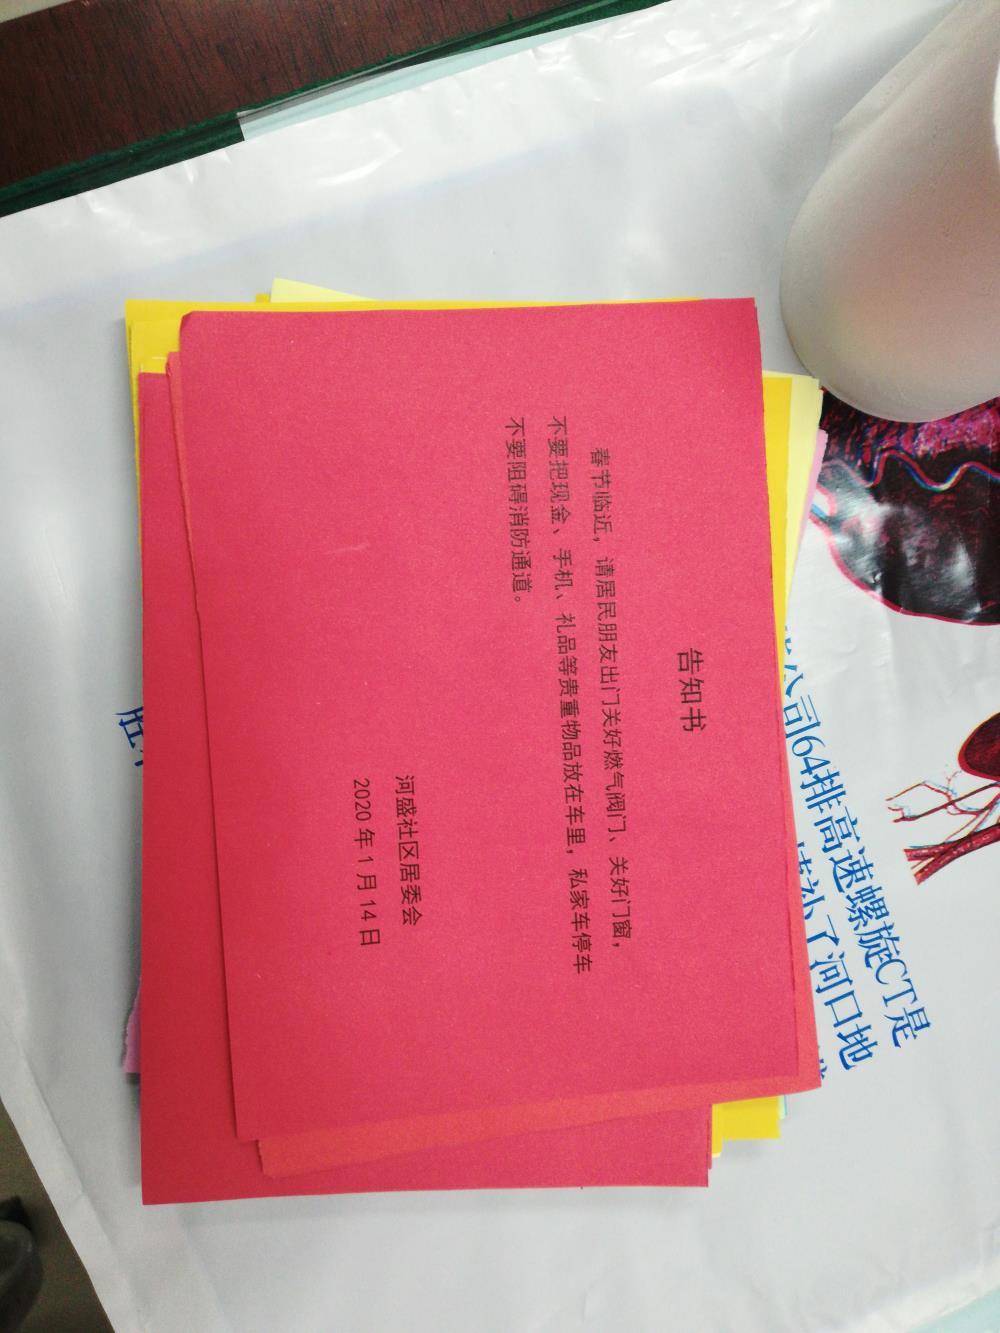 告知书
春节临近，请居民朋友出门关好燃气阀门、关好门窗，
不要把现金、手机、礼品等贵重物品放在车里，私家车停车
不要阻碍消防通道。
河盛社区居委会
2020年1月14日
公司64排高速螺旋CT是
补了河口地